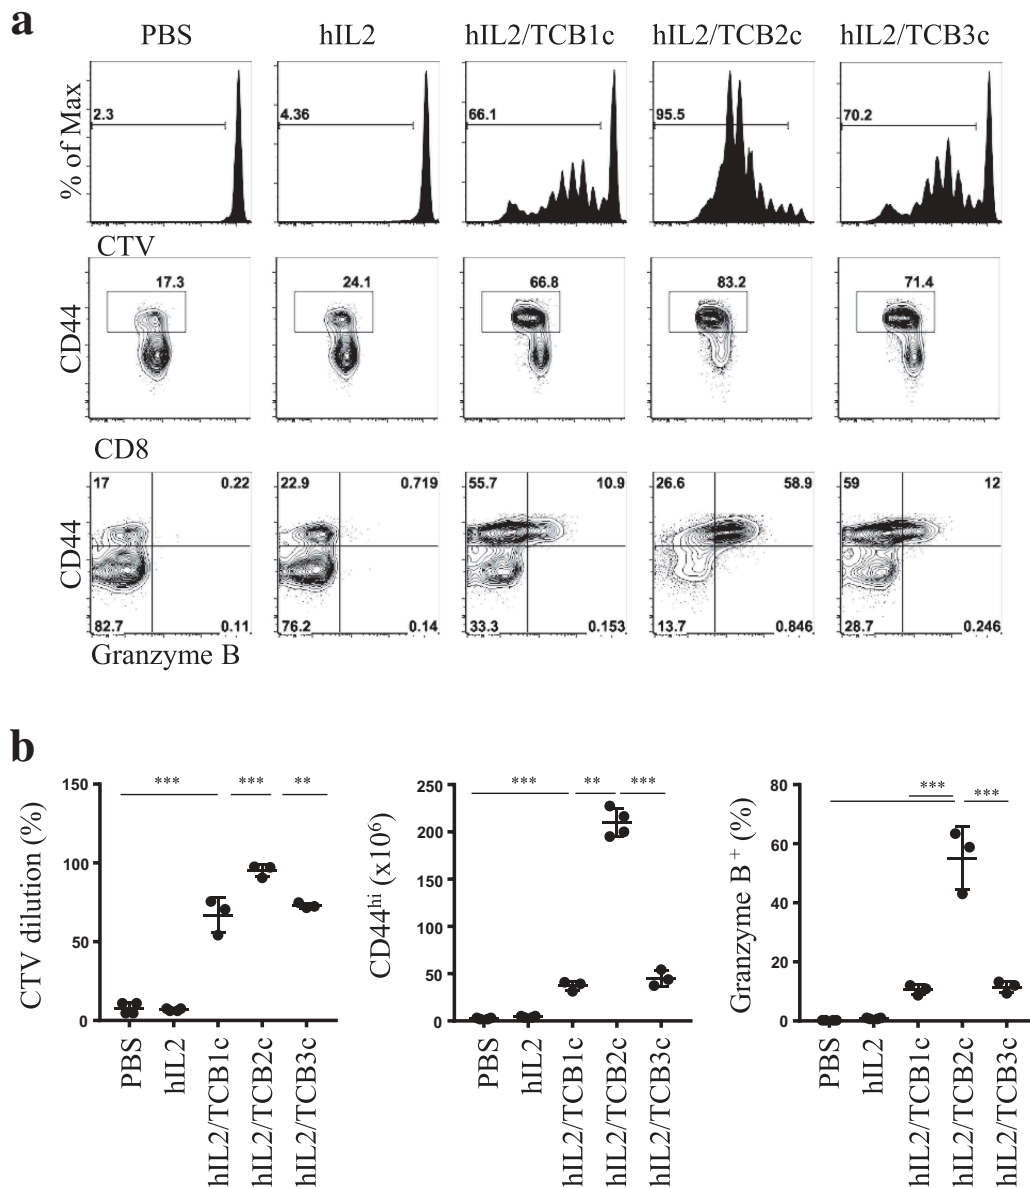 a
PBS hIL2 hIL2/TCB1c hIL2/TCB2c hIL2/TCB3c
% of Max
2.3 4.36 66.1 95.5 70.2
CTV
CD44
17.3 24.1 66.8 83.2 71.4
CD8
CD44
17 0.22 22.9 0.719 55.7 10.9 26.6 58.9 59 12
82.7 0.11 76.2 0.14 33.3 0.153 13.7 0.846 28.7 0.246
Granzyme B
b
CTV dilution (%)
150
100
50
0
*** *** **
PBS
hIL2
hIL2/TCB1c
hIL2/TCB2c
hIL2/TCB3c
CD44hi (x10⁶)
250
200
150
100
50
0
*** ** ***
PBS
hIL2
hIL2/TCB1c
hIL2/TCB2c
hIL2/TCB3c
Granzyme B⁺ (%)
80
60
40
20
0
*** ***
PBS
hIL2
hIL2/TCB1c
hIL2/TCB2c
hIL2/TCB3c